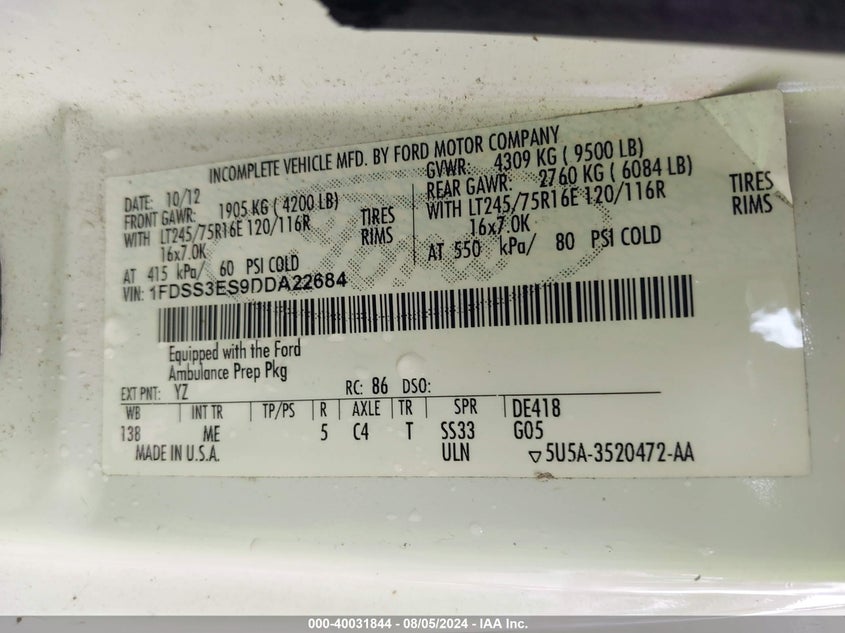 INCOMPLETE VEHICLE MFD. BY FORD MOTOR COMPANY
DATE: 10/12
FRONT GAWR: 1905 KG ( 4200 LB)
WITH LT245/75R16E 120/116R TIRES
16x7.0K RIMS
AT 415 kPa/ 60 PSI COLD
GVWR: 4309 KG ( 9500 LB)
REAR GAWR: 2760 KG ( 6084 LB)
WITH LT245/75R16E 120/116R TIRES
16x7.0K RIMS
AT 550 kPa/ 80 PSI COLD
VIN: 1FDSS3ES9DDA22684
Equipped with the Ford
Ambulance Prep Pkg
EXT PNT: YZ RC: 86 DSO:
WB INT TR TP/PS R AXLE TR SPR DE418
138 ME 5 C4 T SS33 G05
MADE IN U.S.A. ULN ▽5U5A-3520472-AA
Ford
000-40031844 - 08/05/2024 - IAA Inc.